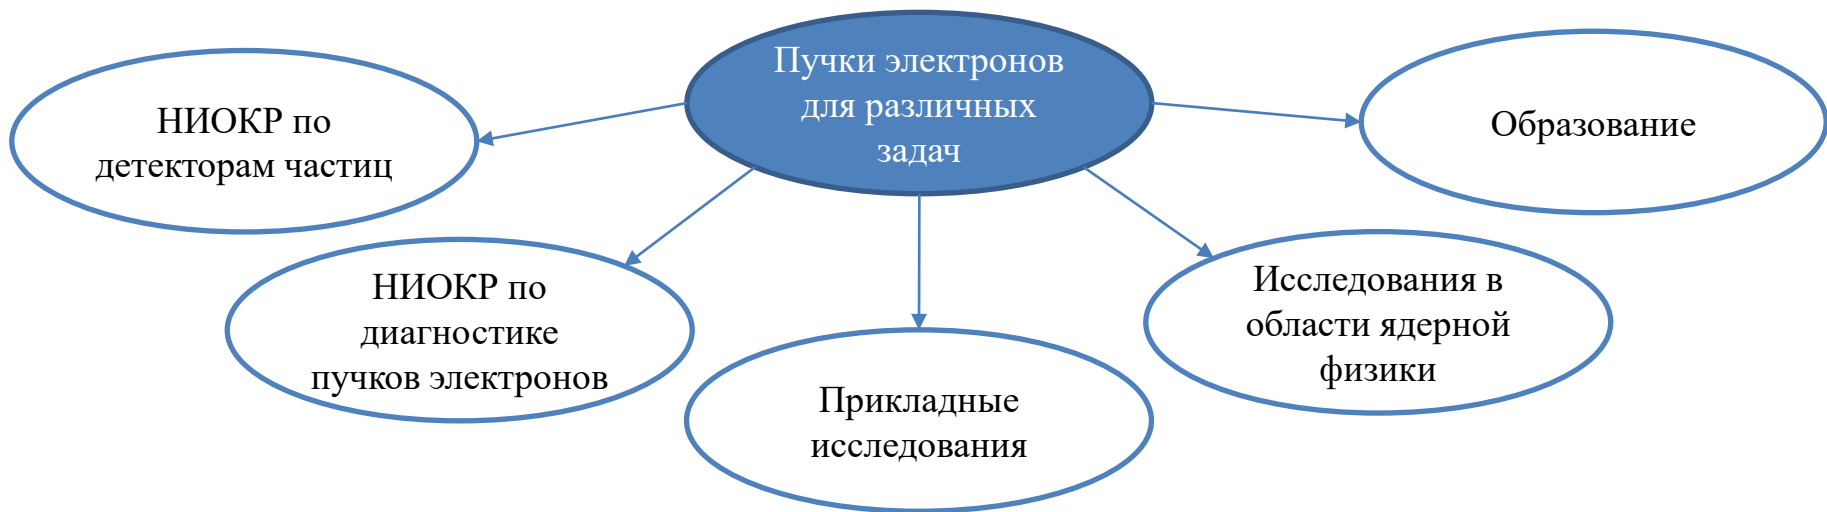 Пучки электронов
для различных
задач
НИОКР по
детекторам частиц
Образование
НИОКР по
диагностике
пучков электронов
Исследования в
области ядерной
физики
Прикладные
исследования